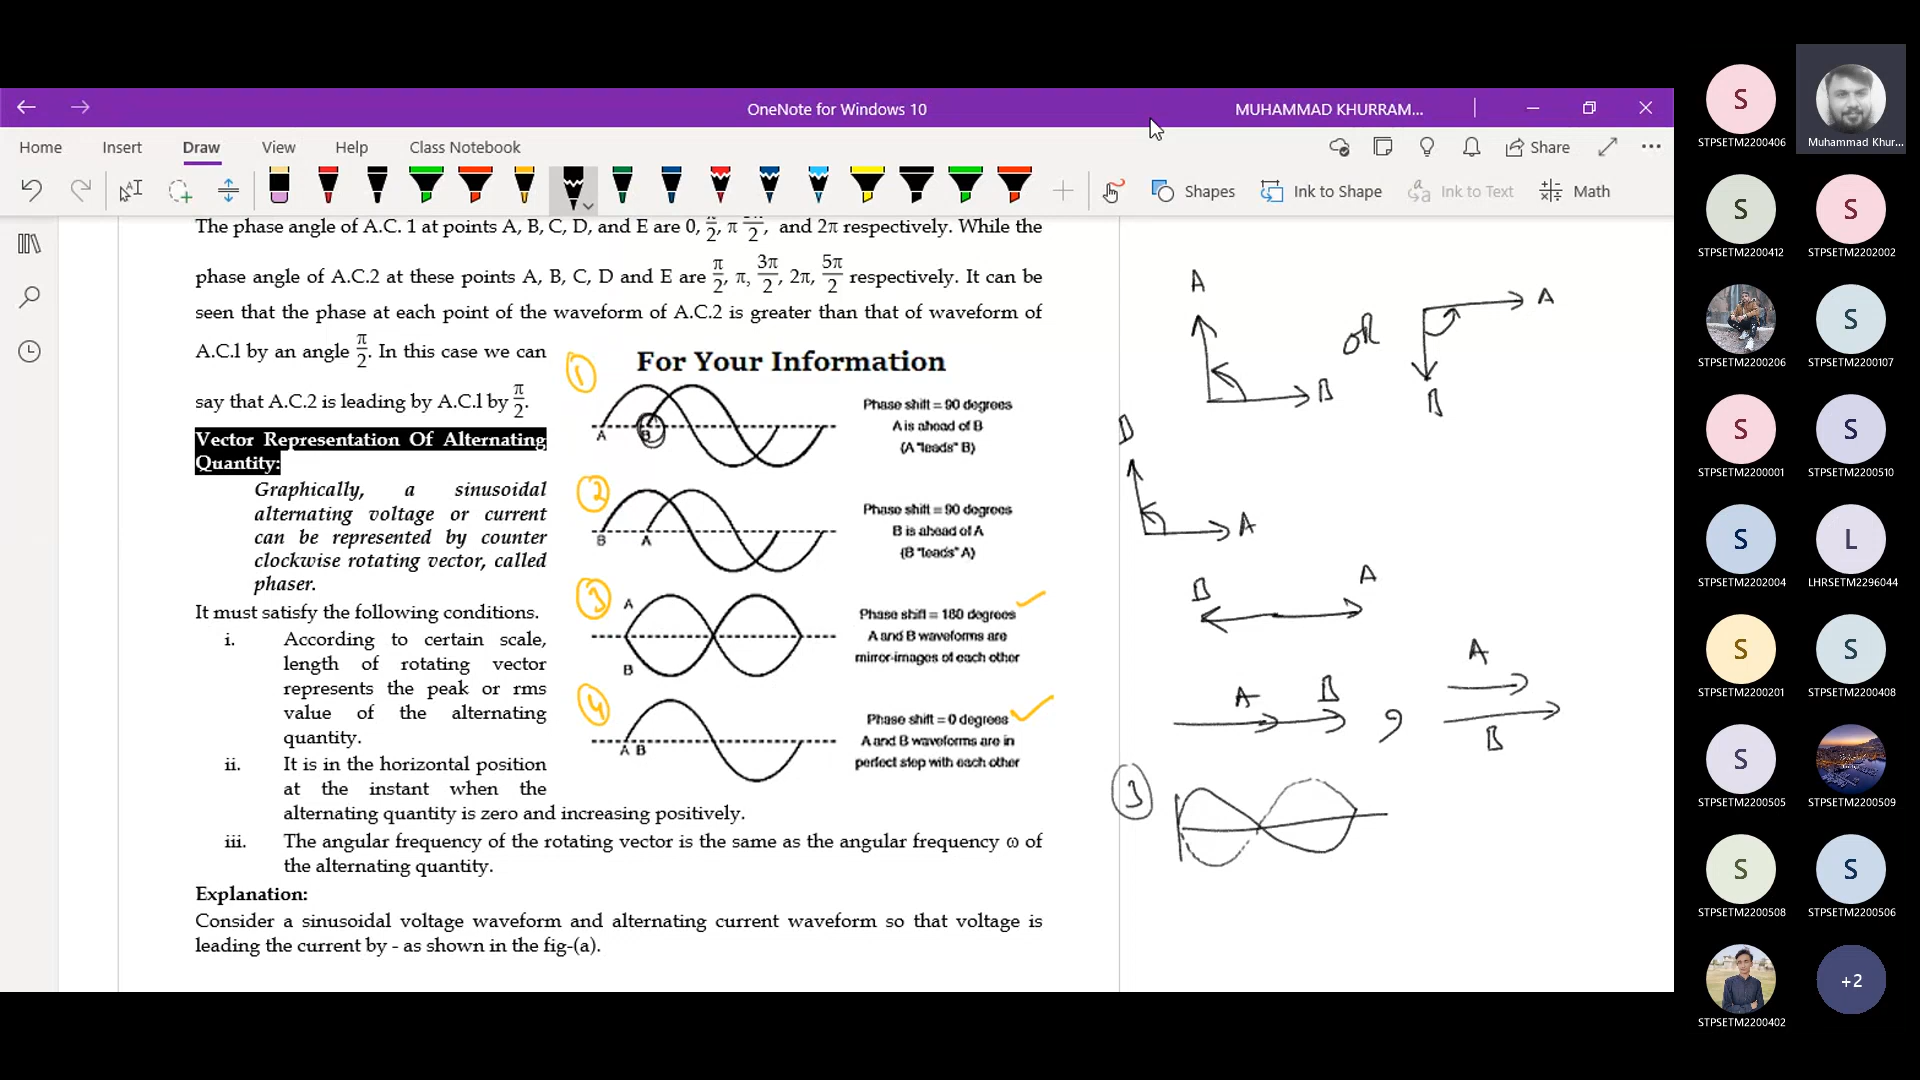 OneNote for Windows 10
MUHAMMAD KHURRAM...
Home Insert Draw View Help Class Notebook
Share
Shapes Ink to Shape Ink to Text Math
The phase angle of A.C. 1 at points A, B, C, D, and E are 0, π/2, π 3π/2, and 2π respectively. While the
phase angle of A.C.2 at these points A, B, C, D and E are π/2, π, 3π/2, 2π, 5π/2 respectively. It can be
seen that the phase at each point of the waveform of A.C.2 is greater than that of waveform of
A.C.l by an angle π/2. In this case we can
say that A.C.2 is leading by A.C.l by π/2.
Vector Representation Of Alternating
Quantity:
Graphically, a sinusoidal
alternating voltage or current
can be represented by counter
clockwise rotating vector, called
phaser.
It must satisfy the following conditions.
i. According to certain scale,
length of rotating vector
represents the peak or rms
value of the alternating
quantity.
ii. It is in the horizontal position
at the instant when the
alternating quantity is zero and increasing positively.
iii. The angular frequency of the rotating vector is the same as the angular frequency ω of
the alternating quantity.
Explanation:
Consider a sinusoidal voltage waveform and alternating current waveform so that voltage is
leading the current by - as shown in the fig-(a).
For Your Information
1
A B
Phase shift = 90 degrees
A is ahead of B
(A "leads" B)
2
B A
Phase shift = 90 degrees
B is ahead of A
(B "leads" A)
3
A
B
Phase shift = 180 degrees
A and B waveforms are
mirror-images of each other
4
A B
Phase shift = 0 degrees
A and B waveforms are in
perfect step with each other
A
B
OR
A
B
B
A
B A
A B , A
B
3
S
STPSETM2200406
Muhammad Khur...
S
STPSETM2200412
S
STPSETM2202002
STPSETM2200206
S
STPSETM2200107
S
STPSETM2200001
S
STPSETM2200510
S
STPSETM2202004
L
LHRSETM2296044
S
STPSETM2200201
S
STPSETM2200408
S
STPSETM2200505
STPSETM2200509
S
STPSETM2200508
S
STPSETM2200506
STPSETM2200402
+2